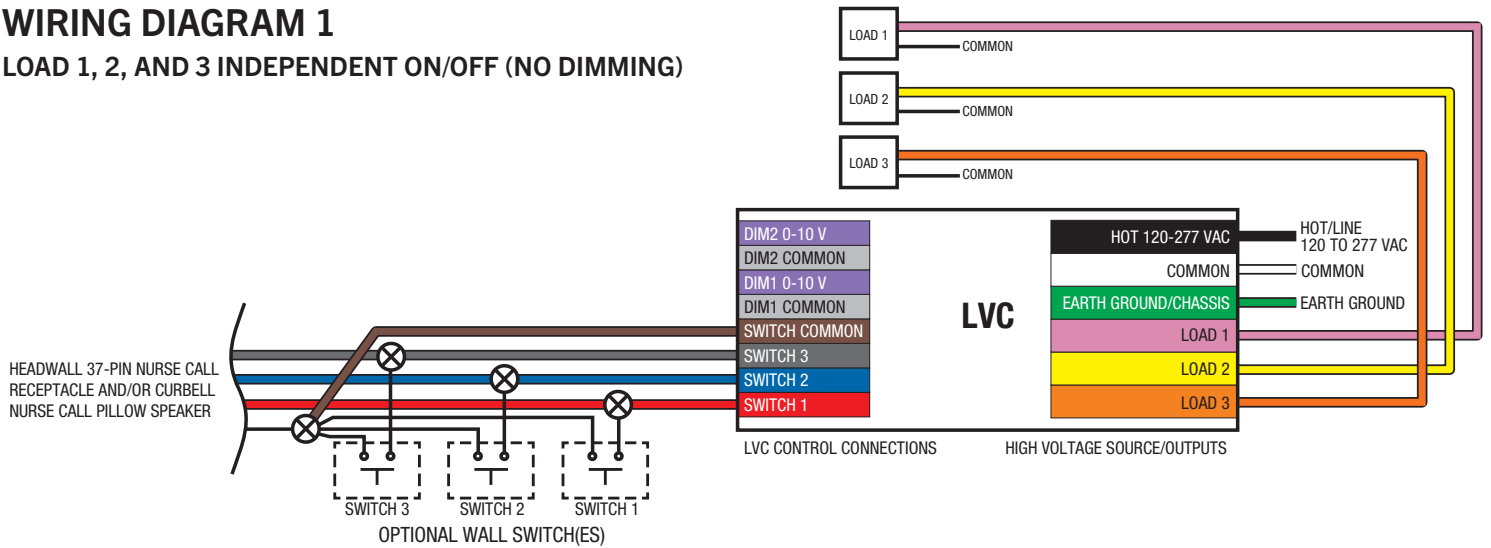 WIRING DIAGRAM 1
LOAD 1, 2, AND 3 INDEPENDENT ON/OFF (NO DIMMING)
LOAD 1
COMMON
LOAD 2
COMMON
LOAD 3
COMMON
DIM2 0-10 V
DIM2 COMMON
DIM1 0-10 V
DIM1 COMMON
SWITCH COMMON
SWITCH 3
SWITCH 2
SWITCH 1
LVC
HOT 120-277 VAC
COMMON
EARTH GROUND/CHASSIS
LOAD 1
LOAD 2
LOAD 3
HOT/LINE
120 TO 277 VAC
COMMON
EARTH GROUND
HEADWALL 37-PIN NURSE CALL
RECEPTACLE AND/OR CURBELL
NURSE CALL PILLOW SPEAKER
LVC CONTROL CONNECTIONS
HIGH VOLTAGE SOURCE/OUTPUTS
SWITCH 3
SWITCH 2
SWITCH 1
OPTIONAL WALL SWITCH(ES)